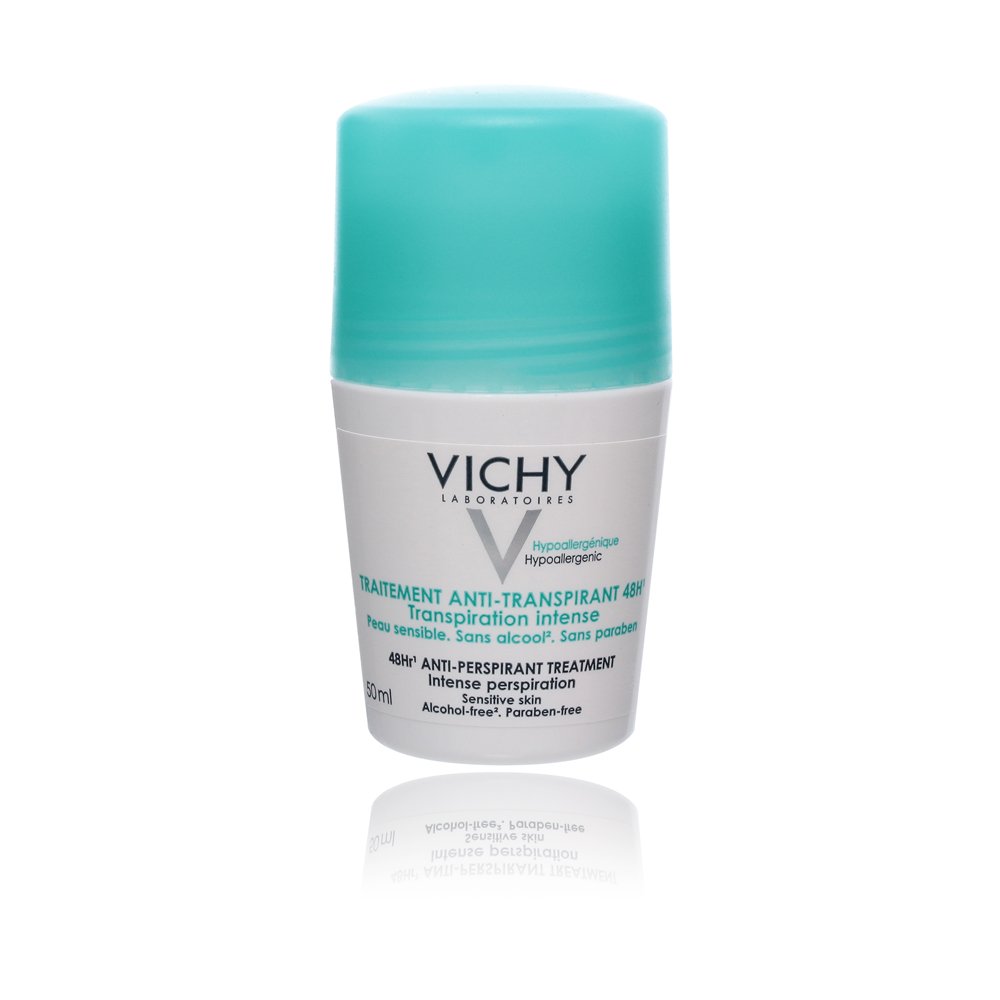 VICHY
LABORATOIRES
V
Hypoallergénique
Hypoallergenic
TRAITEMENT ANTI-TRANSPIRANT 48H¹
Transpiration intense
Peau sensible. Sans alcool². Sans paraben
48Hr¹ ANTI-PERSPIRANT TREATMENT
Intense perspiration
Sensitive skin
Alcohol-free². Paraben-free
50ml